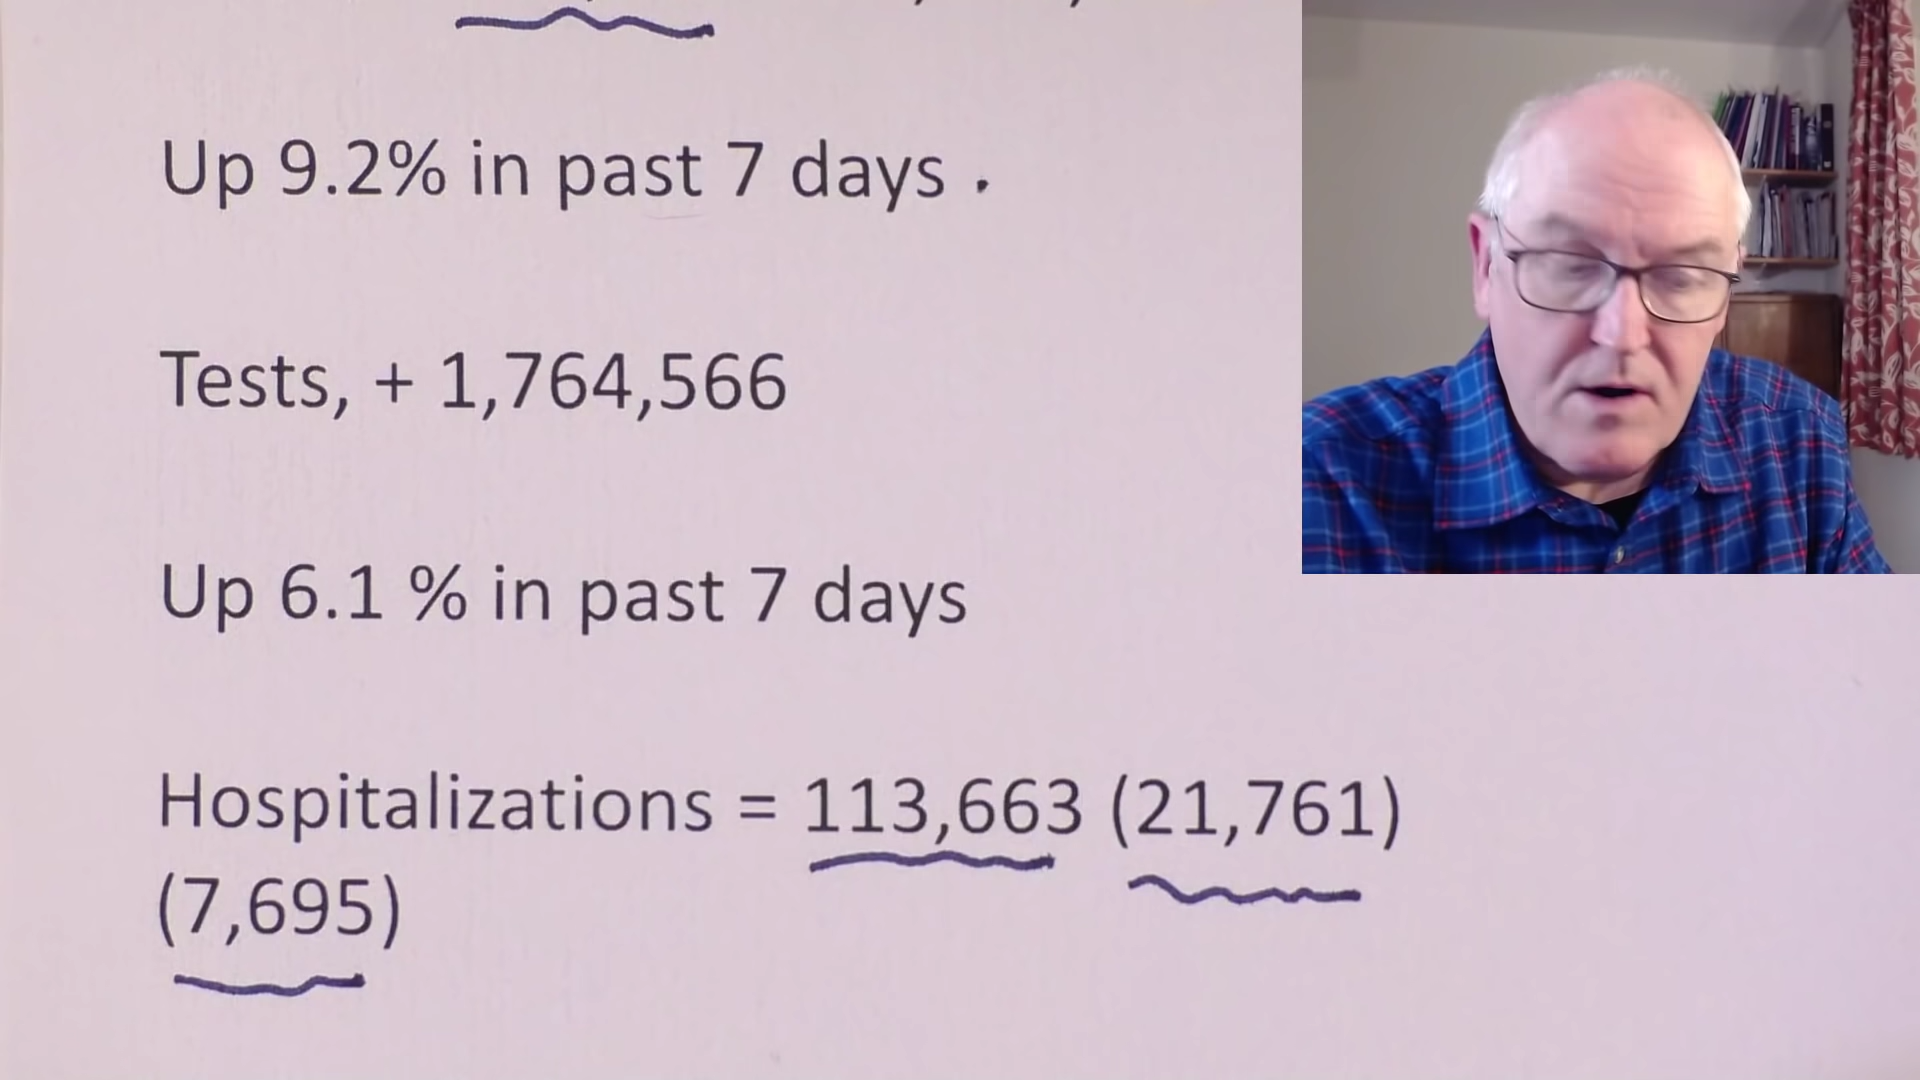 Up 9.2% in past 7 days .
Tests, + 1,764,566
Up 6.1 % in past 7 days
Hospitalizations = 113,663 (21,761)
(7,695)